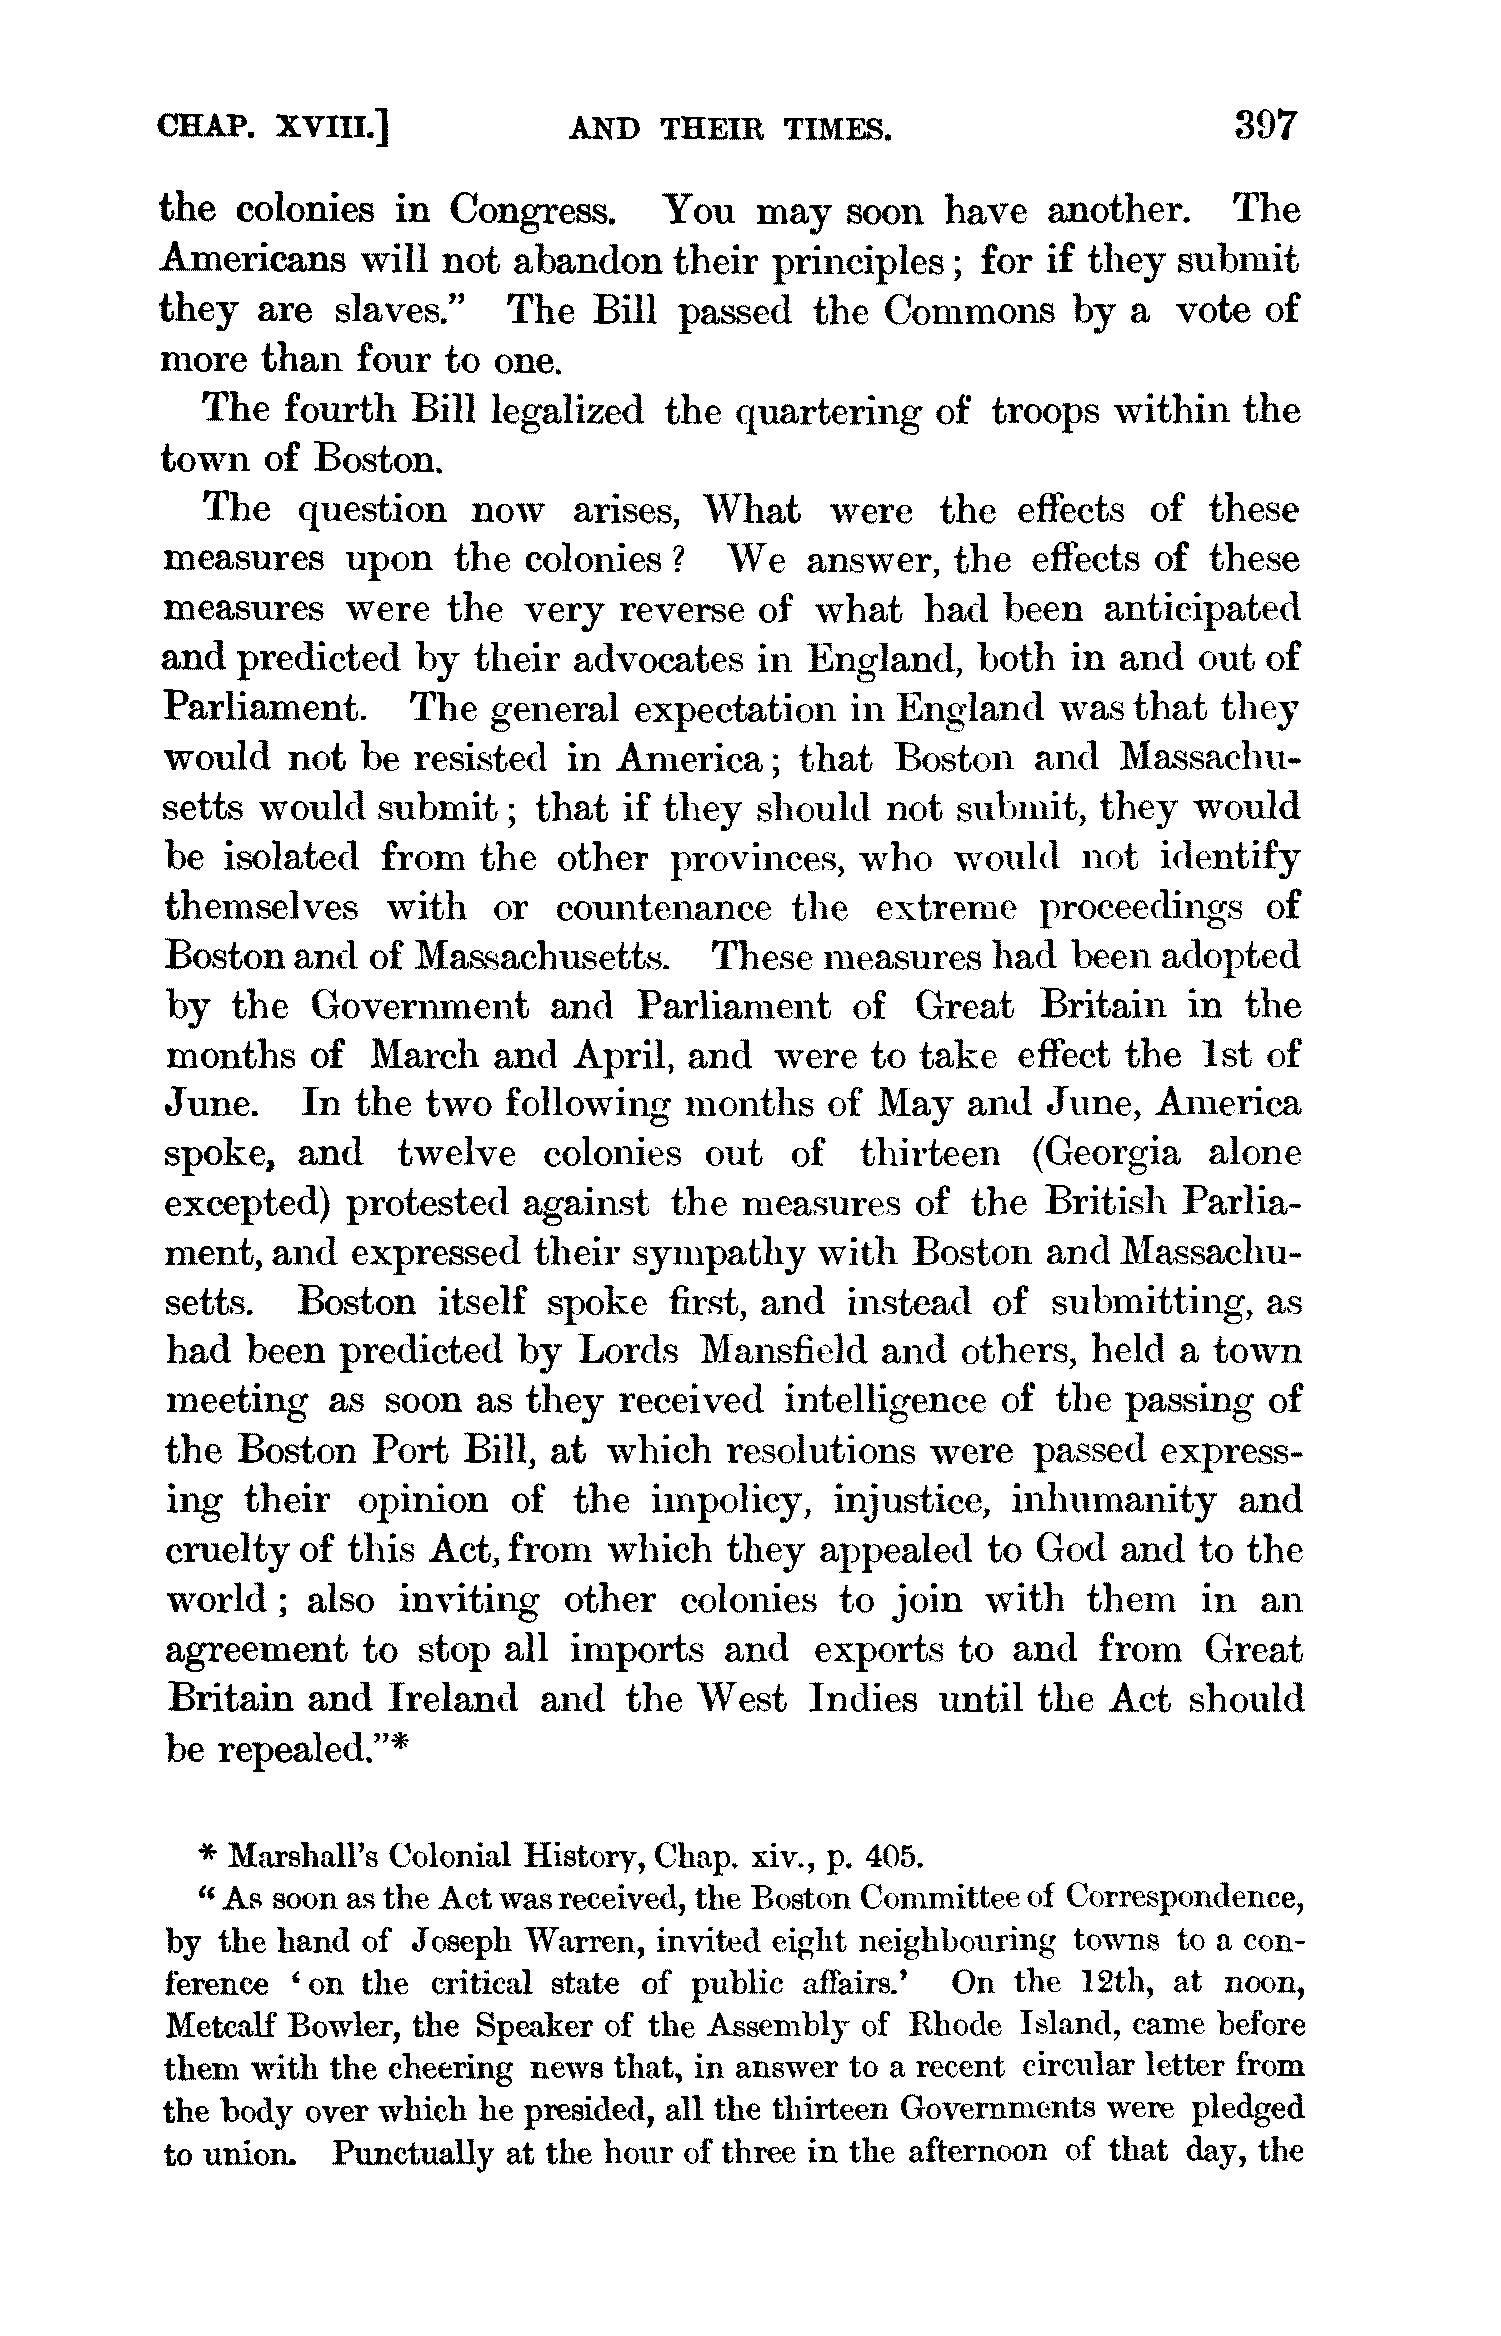 CHAP. XVIII.] AND THEIR TIMES. 397
the colonies in Congress. You may soon have another. The
Americans will not abandon their principles; for if they submit
they are slaves.” The Bill passed the Commons by a vote of
more than four to one.
The fourth Bill legalized the quartering of troops within the
town of Boston.
The question now arises, What were the effects of these
measures upon the colonies? We answer, the effects of these
measures were the very reverse of what had been anticipated
and predicted by their advocates in England, both in and out of
Parliament. The general expectation in England was that they
would not be resisted in America; that Boston and Massachu-
setts would submit; that if they should not submit, they would
be isolated from the other provinces, who would not identify
themselves with or countenance the extreme proceedings of
Boston and of Massachusetts. These measures had been adopted
by the Government and Parliament of Great Britain in the
months of March and April, and were to take effect the 1st of
June. In the two following months of May and June, America
spoke, and twelve colonies out of thirteen (Georgia alone
excepted) protested against the measures of the British Parlia-
ment, and expressed their sympathy with Boston and Massachu-
setts. Boston itself spoke first, and instead of submitting, as
had been predicted by Lords Mansfield and others, held a town
meeting as soon as they received intelligence of the passing of
the Boston Port Bill, at which resolutions were passed express-
ing their opinion of the impolicy, injustice, inhumanity and
cruelty of this Act, from which they appealed to God and to the
world; also inviting other colonies to join with them in an
agreement to stop all imports and exports to and from Great
Britain and Ireland and the West Indies until the Act should
be repealed.”*
* Marshall’s Colonial History, Chap. xiv., p. 405.
“As soon as the Act was received, the Boston Committee of Correspondence,
by the hand of Joseph Warren, invited eight neighbouring towns to a con-
ference ‘on the critical state of public affairs.’ On the 12th, at noon,
Metcalf Bowler, the Speaker of the Assembly of Rhode Island, came before
them with the cheering news that, in answer to a recent circular letter from
the body over which he presided, all the thirteen Governments were pledged
to union. Punctually at the hour of three in the afternoon of that day, the